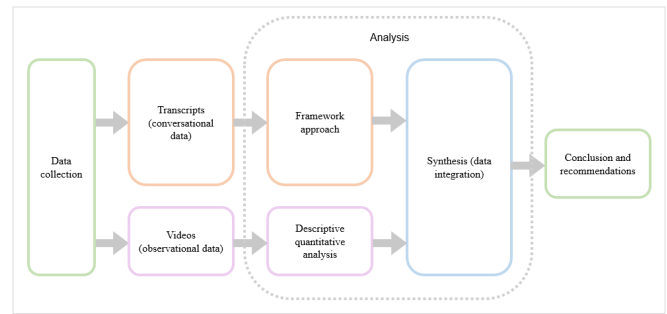 Analysis
Data
collection
Transcripts
(conversational
data)
Framework
approach
Synthesis (data
integration)
Conclusion and
recommendations
Videos
(observational data)
Descriptive
quantitative
analysis